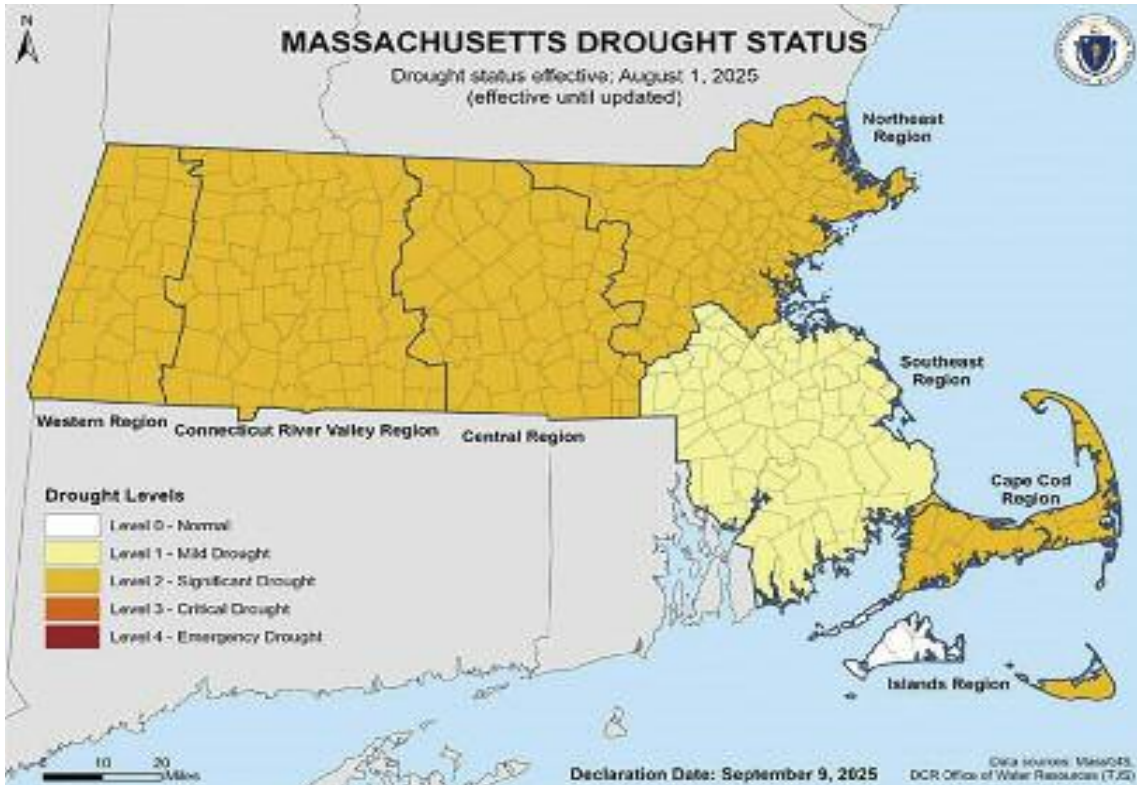 N
MASSACHUSETTS DROUGHT STATUS
Drought status effective: August 1, 2025
(effective until updated)
Northeast
Region
Southeast
Region
Cape Cod
Region
Western Region
Connecticut River Valley Region
Central Region
Islands Region
Drought Levels
Level 0 - Normal
Level 1 - Mild Drought
Level 2 - Significant Drought
Level 3 - Critical Drought
Level 4 - Emergency Drought
0 10 20
Miles
Declaration Date: September 9, 2025
Data sources: MassGIS,
DCR Office of Water Resources (TJS)